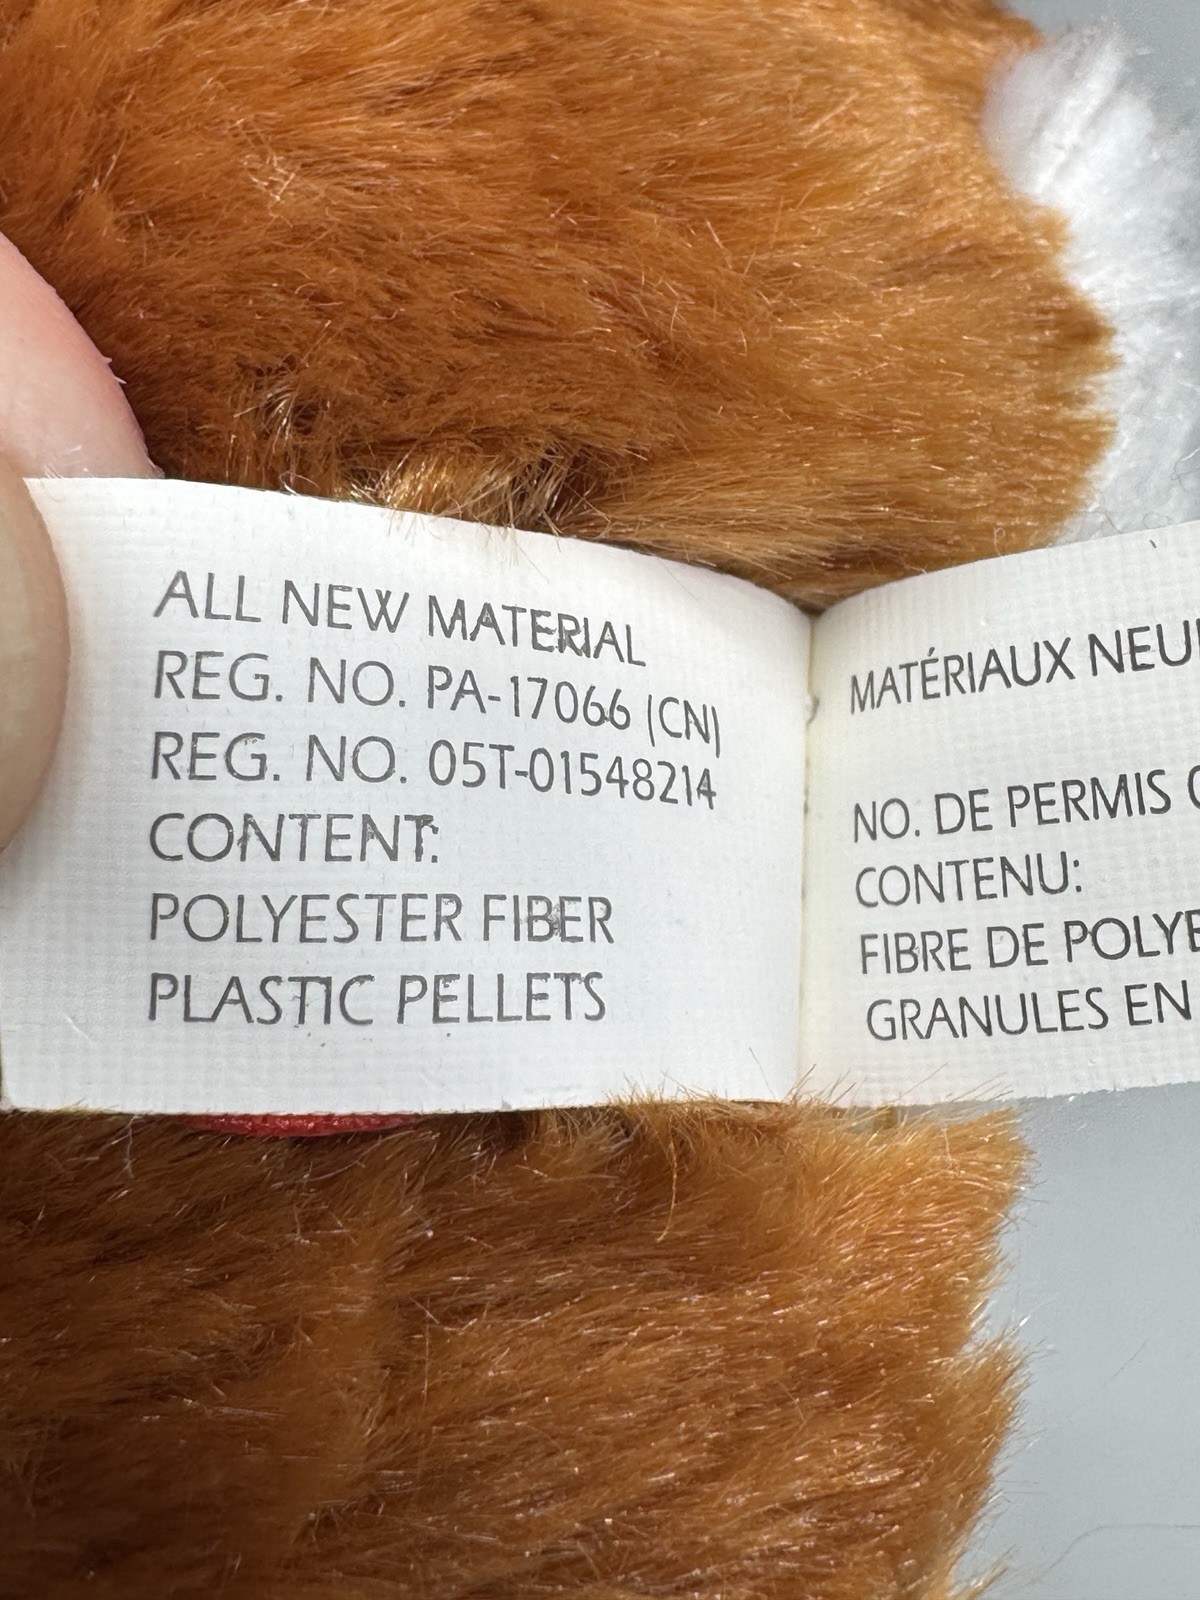 ALL NEW MATERIAL
REG. NO. PA-17066 (CN)
REG. NO. 05T-01548214
CONTENT:
POLYESTER FIBER
PLASTIC PELLETS
MATÉRIAUX
NO. DE PERMIS
CONTENU:
FIBRE DE
GRANULES EN